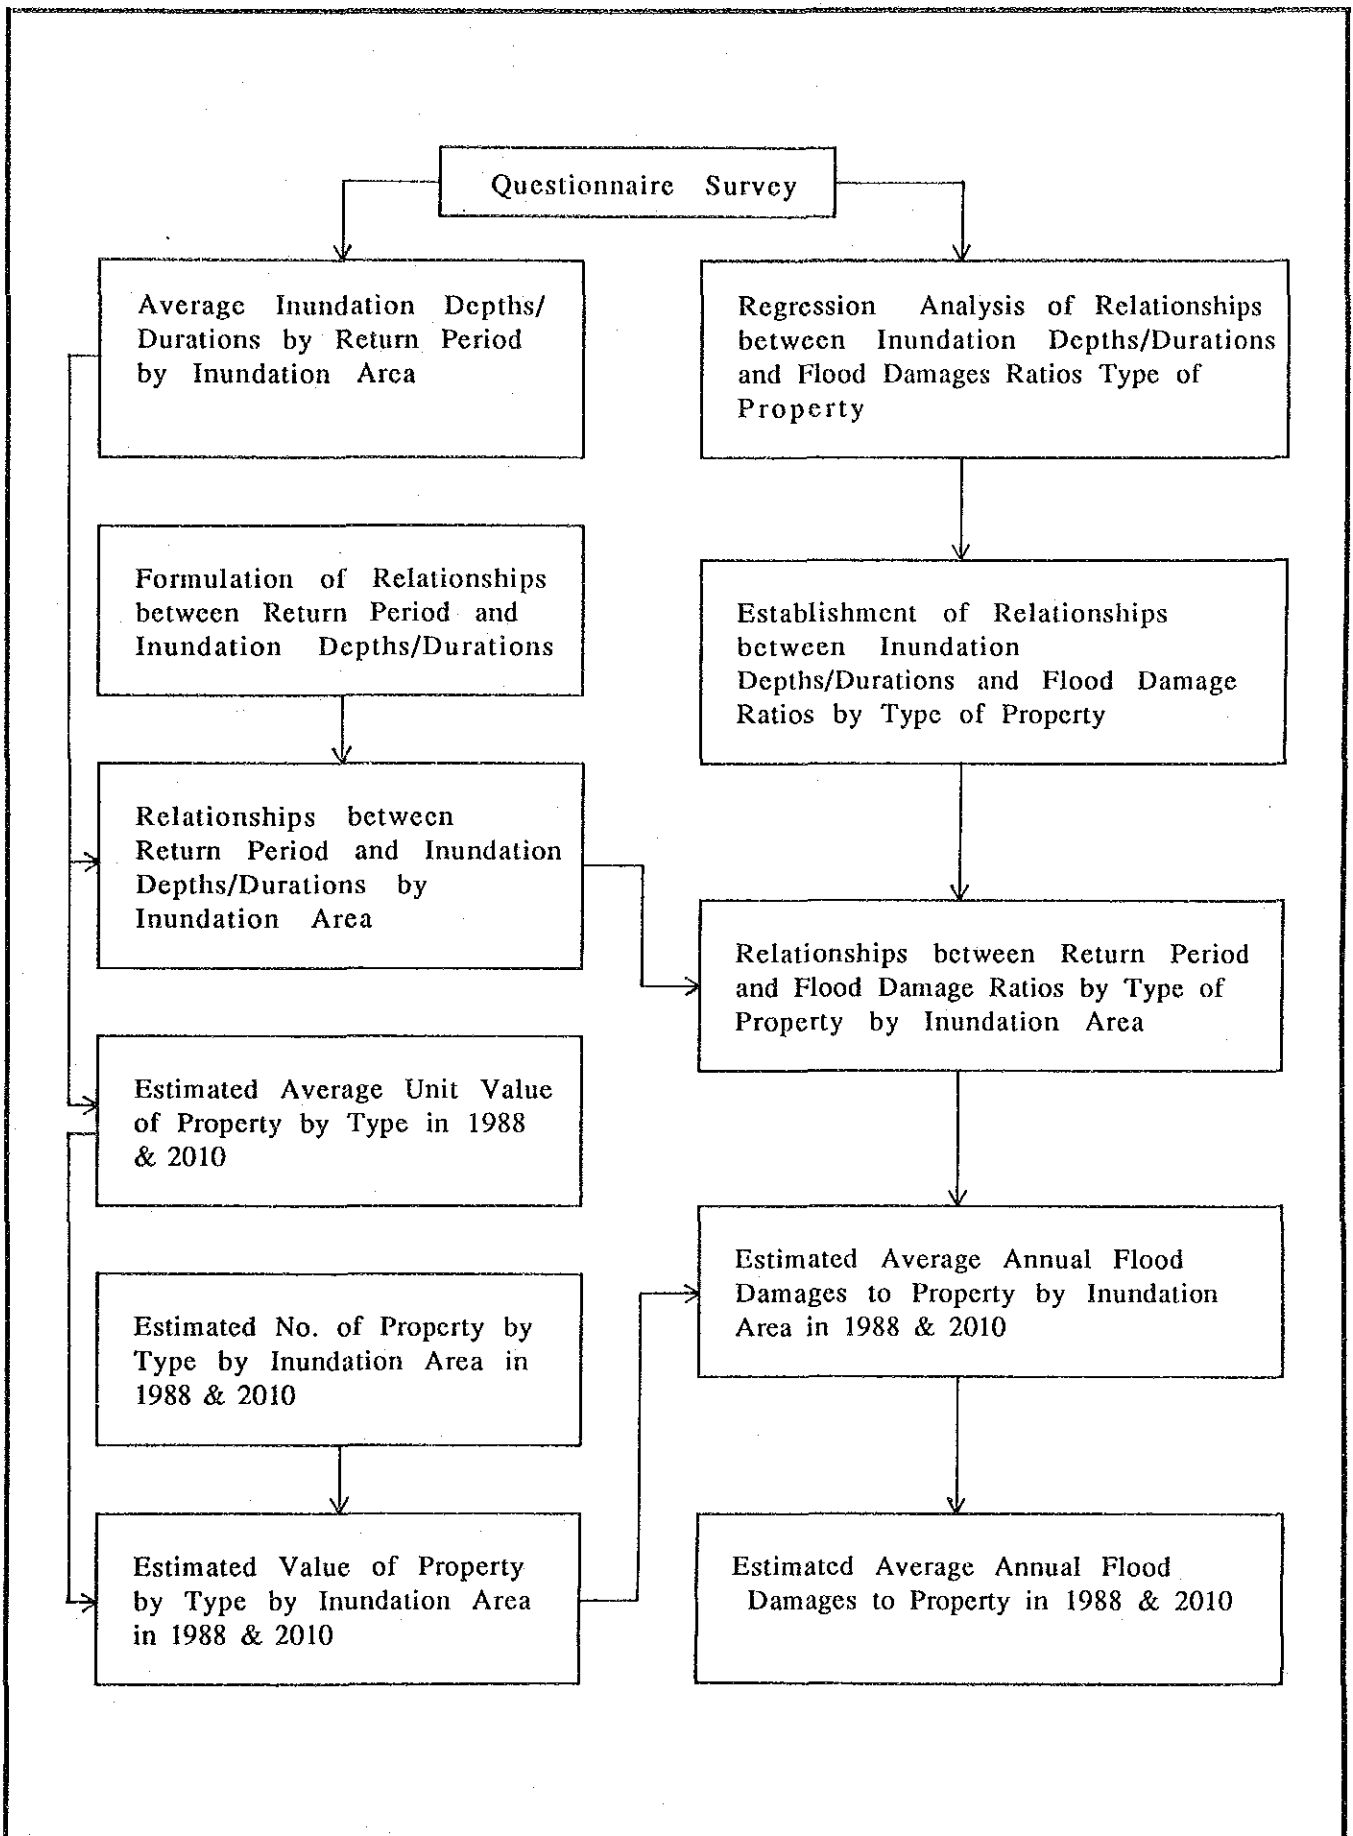 Questionnaire Survey
Average Inundation Depths/
Durations by Return Period
by Inundation Area
Regression Analysis of Relationships
between Inundation Depths/Durations
and Flood Damages Ratios Type of
Property
Formulation of Relationships
between Return Period and
Inundation Depths/Durations
Establishment of Relationships
between Inundation
Depths/Durations and Flood Damage
Ratios by Type of Property
Relationships between
Return Period and Inundation
Depths/Durations by
Inundation Area
Relationships between Return Period
and Flood Damage Ratios by Type of
Property by Inundation Area
Estimated Average Unit Value
of Property by Type in 1988
& 2010
Estimated Average Annual Flood
Damages to Property by Inundation
Area in 1988 & 2010
Estimated No. of Property by
Type by Inundation Area in
1988 & 2010
Estimated Value of Property
by Type by Inundation Area
in 1988 & 2010
Estimated Average Annual Flood
Damages to Property in 1988 & 2010